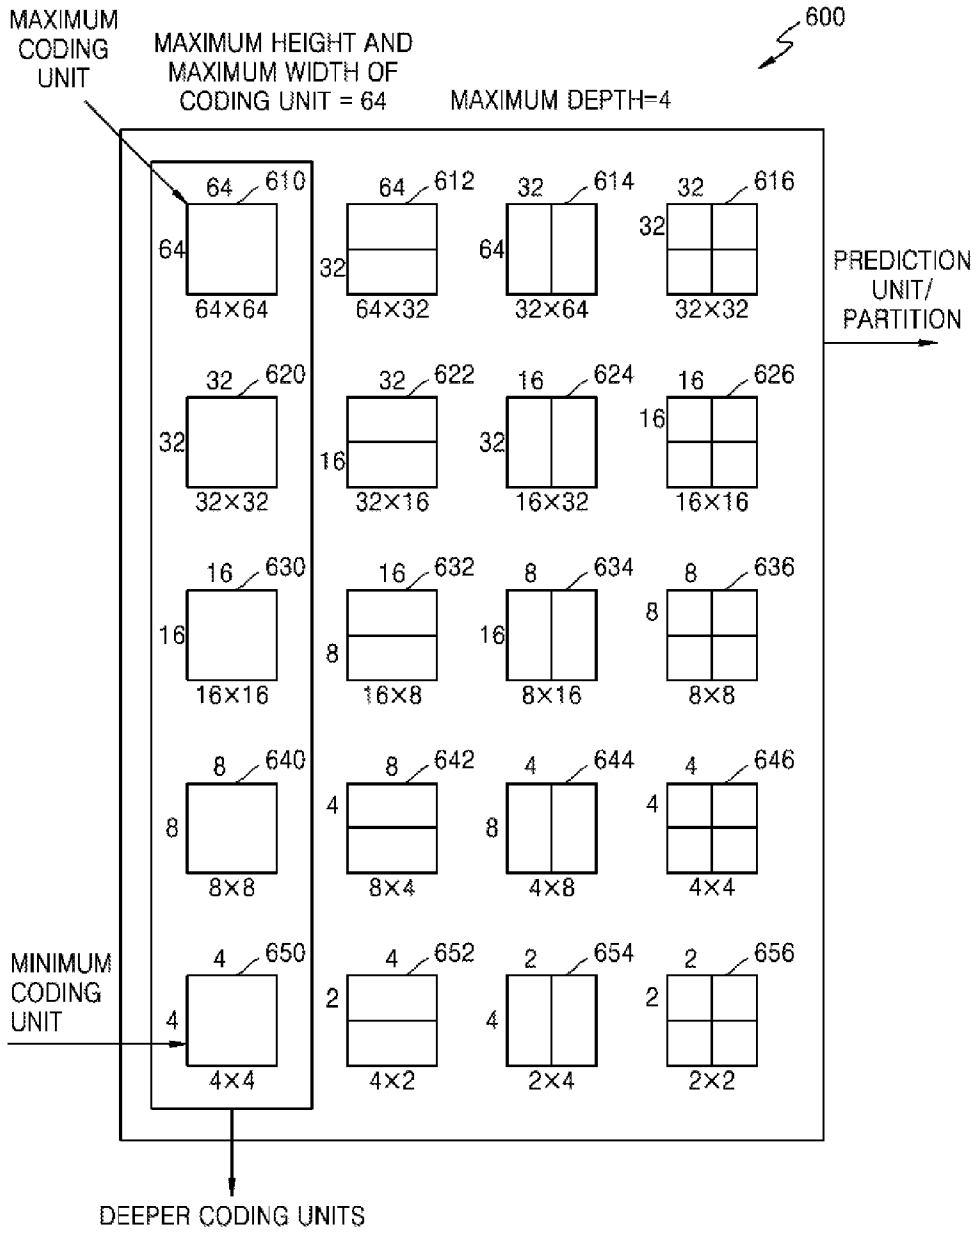 600
MAXIMUM
CODING
UNIT
MAXIMUM HEIGHT AND
MAXIMUM WIDTH OF
CODING UNIT = 64
MAXIMUM DEPTH=4
64 610 64 612 32 614 32 616
64 32 64 32
64×64 64×32 32×64 32×32
PREDICTION
UNIT/
PARTITION
32 620 32 622 16 624 16 626
32 16 32 16
32×32 32×16 16×32 16×16
16 630 16 632 8 634 8 636
16 8 16 8
16×16 16×8 8×16 8×8
8 640 8 642 4 644 4 646
8 4 8 4
8×8 8×4 4×8 4×4
MINIMUM
CODING
UNIT
4 650 4 652 2 654 2 656
4 2 4 2
4×4 4×2 2×4 2×2
DEEPER CODING UNITS